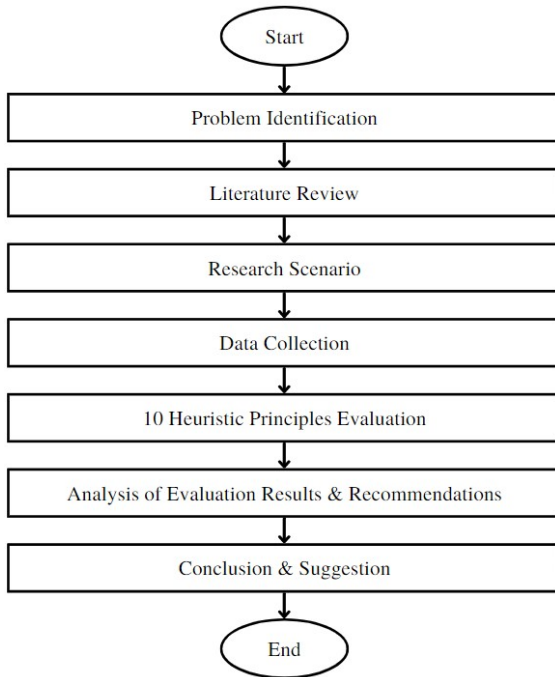 Start
Problem Identification
Literature Review
Research Scenario
Data Collection
10 Heuristic Principles Evaluation
Analysis of Evaluation Results & Recommendations
Conclusion & Suggestion
End